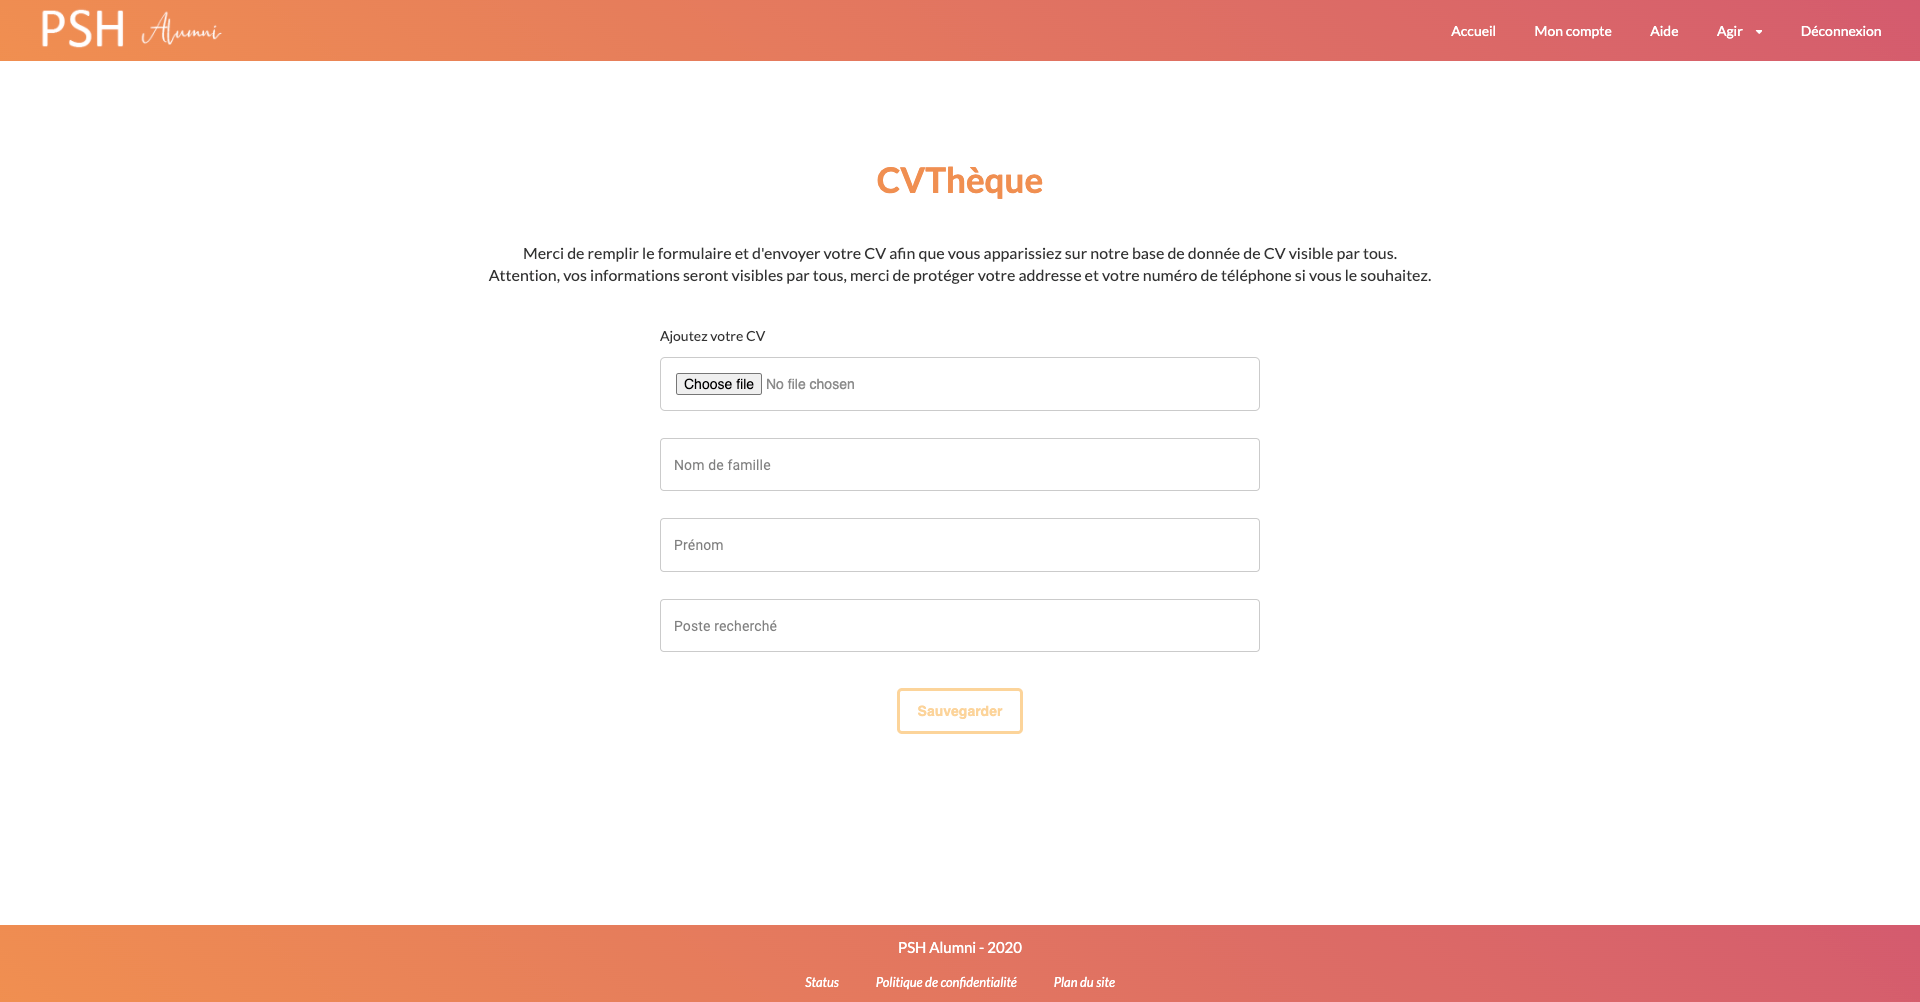 PSH Alumni
Accueil Mon compte Aide Agir Déconnexion
CVThèque
Merci de remplir le formulaire et d'envoyer votre CV afin que vous apparissiez sur notre base de donnée de CV visible par tous.
Attention, vos informations seront visibles par tous, merci de protéger votre addresse et votre numéro de téléphone si vous le souhaitez.
Ajoutez votre CV
Choose file No file chosen
Nom de famille
Prénom
Poste recherché
Sauvegarder
PSH Alumni - 2020
Status Politique de confidentialité Plan du site